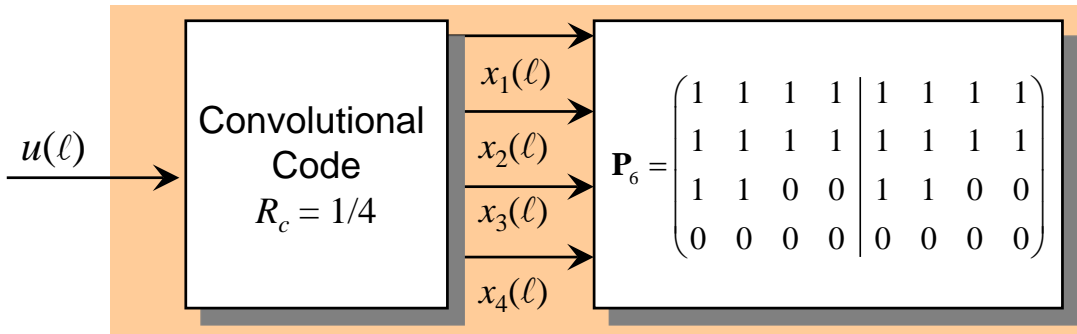 u(ℓ)
Convolutional
Code
R_c = 1/4
x_1(ℓ)
x_2(ℓ)
x_3(ℓ)
x_4(ℓ)
P_6 =
1 1 1 1 | 1 1 1 1
1 1 1 1 | 1 1 1 1
1 1 0 0 | 1 1 0 0
0 0 0 0 | 0 0 0 0